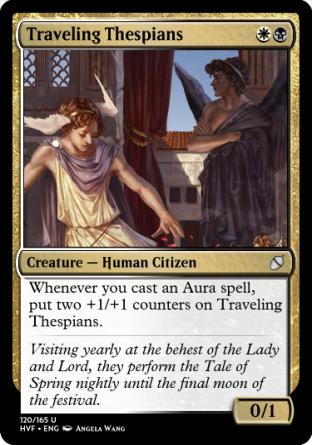 Traveling Thespians
Creature — Human Citizen
Whenever you cast an Aura spell,
put two +1/+1 counters on Traveling
Thespians.
Visiting yearly at the behest of the Lady
and Lord, they perform the Tale of
Spring nightly until the final moon of
the festival.
0/1
120/165 U
HVF • ENG Angela Wang